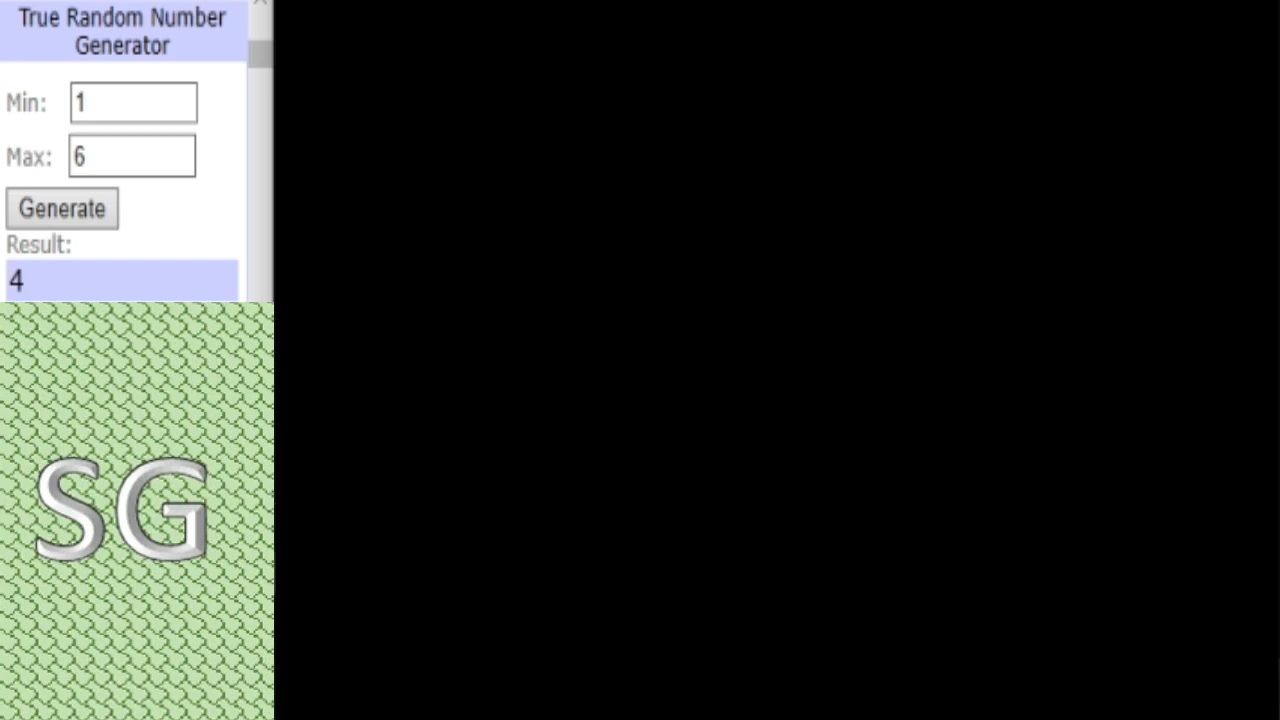 True Random Number
Generator
Min: 1
Max: 6
Generate
Result:
4
SG